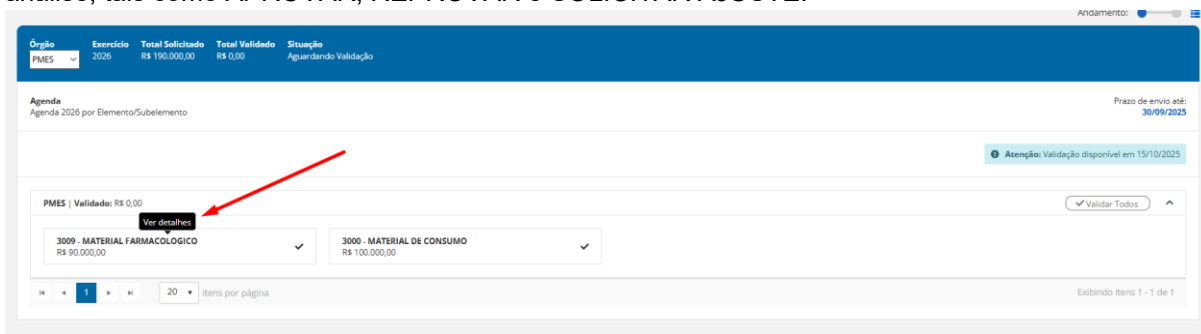 Andamento:
Órgão Exercício Total Solicitado Total Validado Situação
PMES 2026 R$ 190.000,00 R$ 0,00 Aguardando Validação
Agenda
Agenda 2026 por Elemento/Subelemento
Prazo de envio até:
30/09/2025
Atenção: Validação disponível em 15/10/2025
PMES | Validado: R$ 0,00
Validar Todos
Ver detalhes
3009 - MATERIAL FARMACOLOGICO
R$ 90.000,00
3000 - MATERIAL DE CONSUMO
R$ 100.000,00
1 20 itens por página
Exibindo itens 1 - 1 de 1